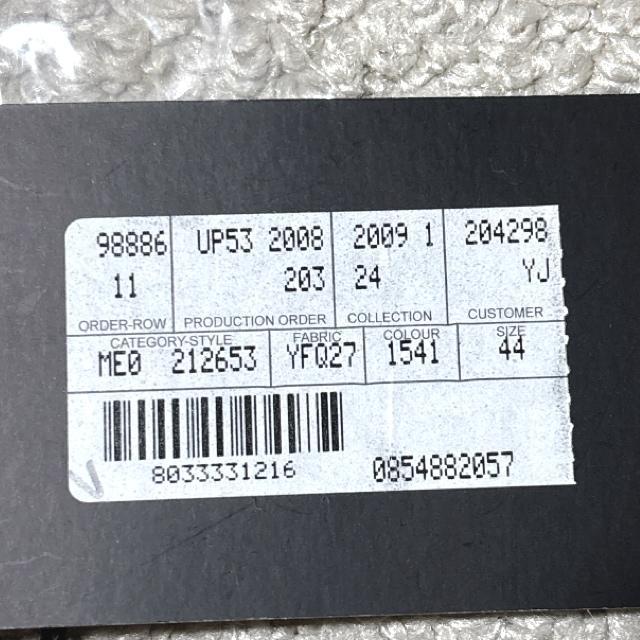 98886 UP53 2008 2009 1 204298
11 203 24 YJ
ORDER-ROW PRODUCTION ORDER COLLECTION CUSTOMER
CATEGORY-STYLE FABRIC COLOUR SIZE
ME0 212653 YFQ27 1541 44
8033331216 0854882057